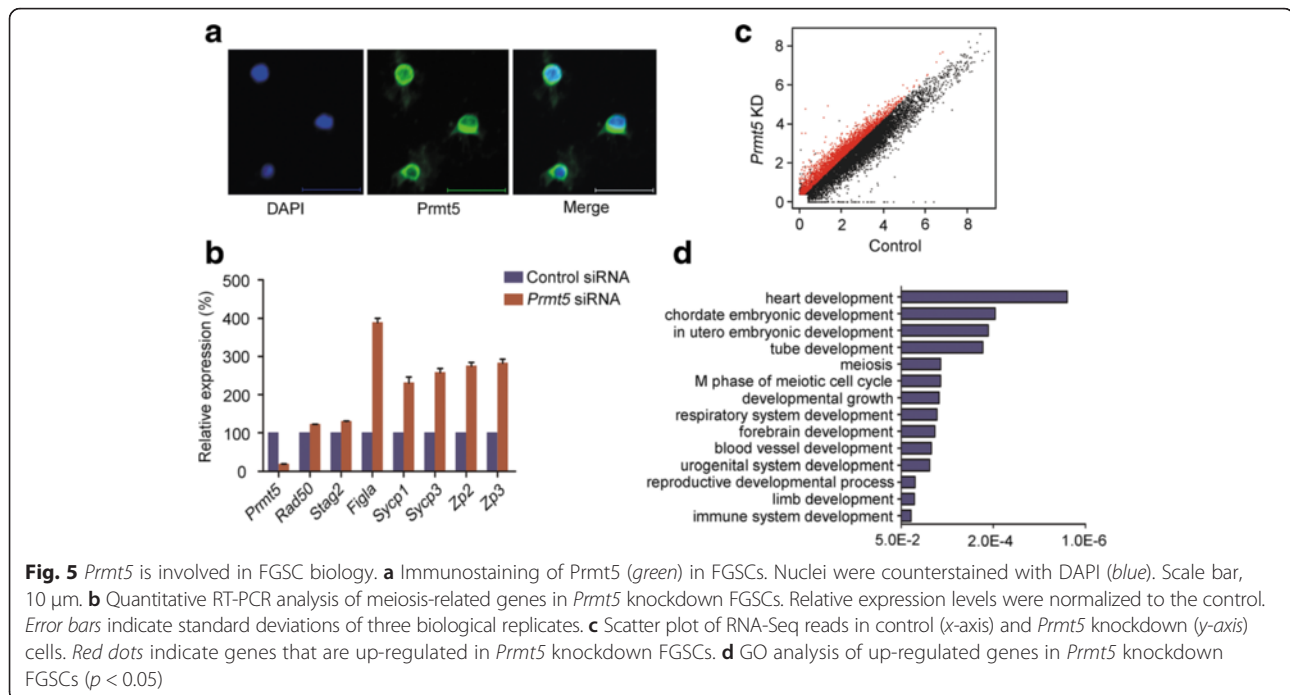 a
DAPI
Prmt5
Merge
b
Relative expression (%)
500
400
300
200
100
0
Control siRNA
Prmt5 siRNA
Prmt5
Rad50
Stag2
Figla
Sycp1
Sycp3
Zp2
Zp3
c
Prmt5 KD
8
6
4
2
0
0 2 4 6 8
Control
d
heart development
chordate embryonic development
in utero embryonic development
tube development
meiosis
M phase of meiotic cell cycle
developmental growth
respiratory system development
forebrain development
blood vessel development
urogenital system development
reproductive developmental process
limb development
immune system development
5.0E-2 2.0E-4 1.0E-6
Fig. 5 Prmt5 is involved in FGSC biology. a Immunostaining of Prmt5 (green) in FGSCs. Nuclei were counterstained with DAPI (blue). Scale bar,
10 μm. b Quantitative RT-PCR analysis of meiosis-related genes in Prmt5 knockdown FGSCs. Relative expression levels were normalized to the control.
Error bars indicate standard deviations of three biological replicates. c Scatter plot of RNA-Seq reads in control (x-axis) and Prmt5 knockdown (y-axis)
cells. Red dots indicate genes that are up-regulated in Prmt5 knockdown FGSCs. d GO analysis of up-regulated genes in Prmt5 knockdown
FGSCs (p < 0.05)